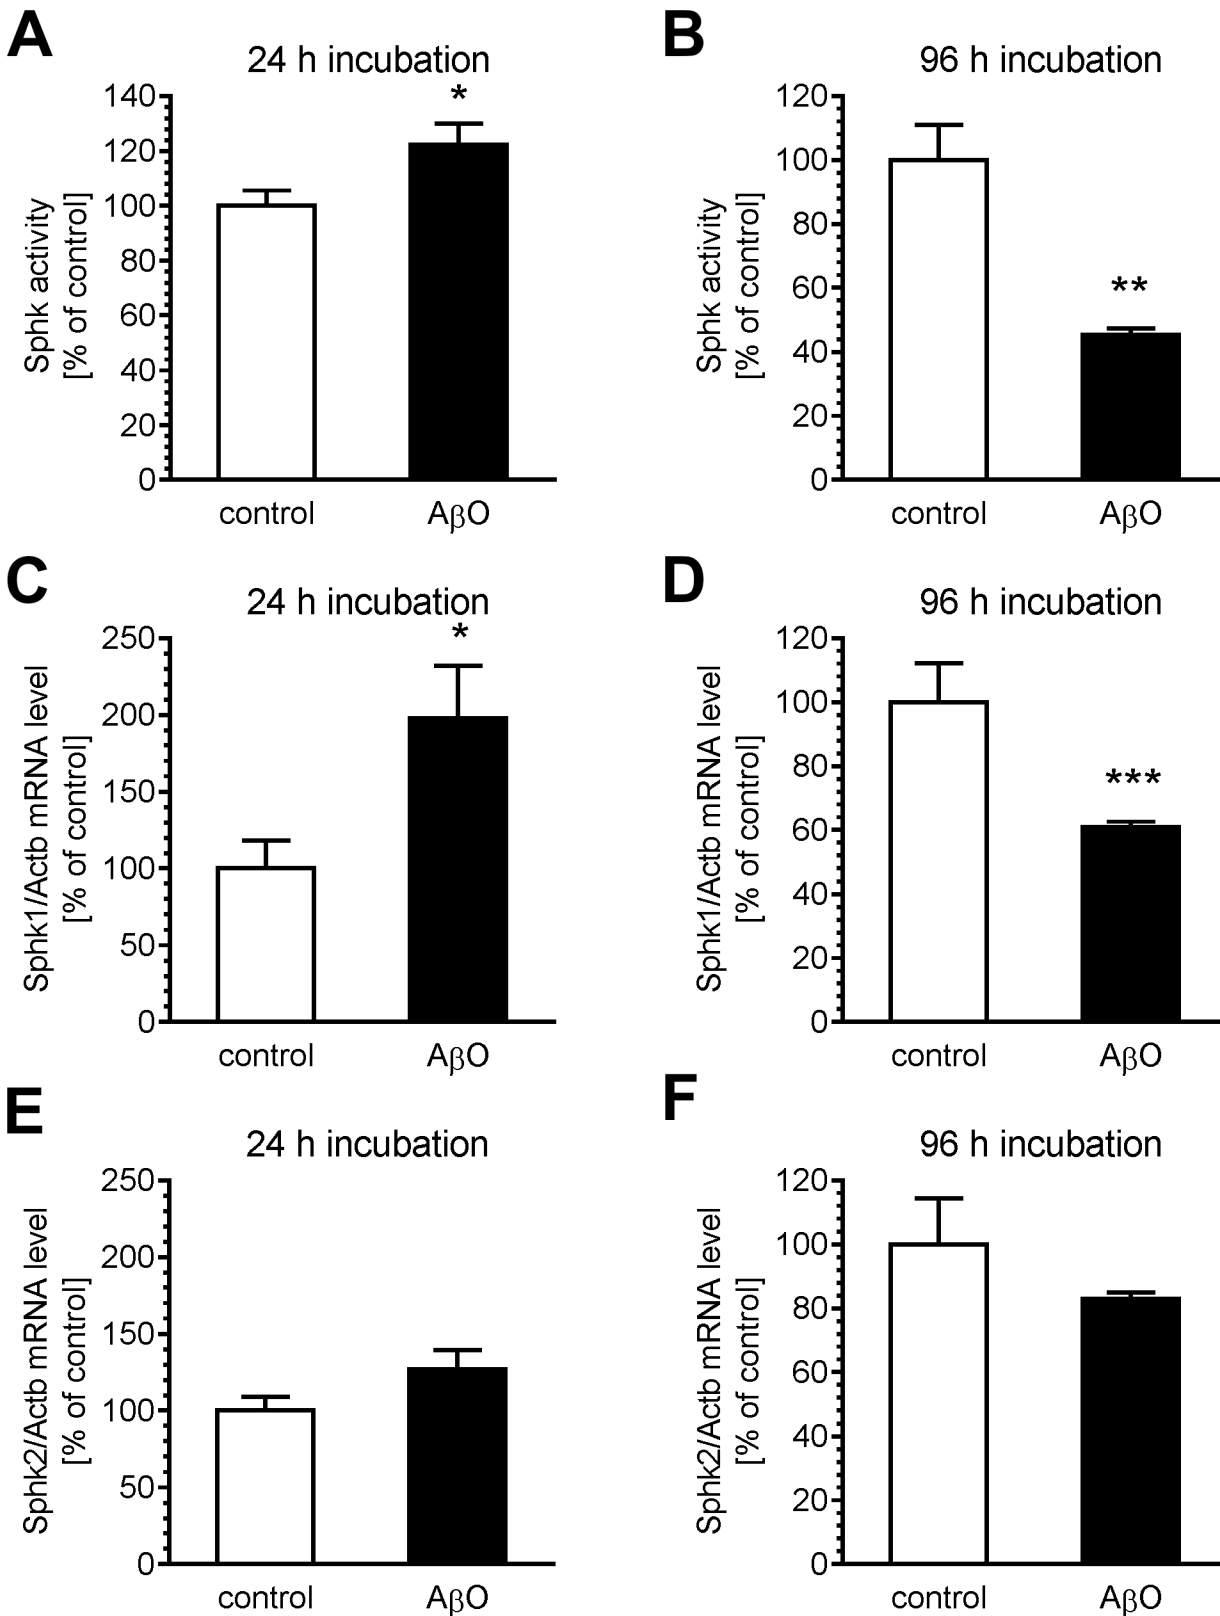 A
24 h incubation
*
140
120
100
80
60
40
20
0
Sphk activity
[% of control]
control
AβO
B
96 h incubation
**
120
100
80
60
40
20
0
Sphk activity
[% of control]
control
AβO
C
24 h incubation
*
250
200
150
100
50
0
Sphk1/Actb mRNA level
[% of control]
control
AβO
D
96 h incubation
***
120
100
80
60
40
20
0
Sphk1/Actb mRNA level
[% of control]
control
AβO
E
24 h incubation
250
200
150
100
50
0
Sphk2/Actb mRNA level
[% of control]
control
AβO
F
96 h incubation
120
100
80
60
40
20
0
Sphk2/Actb mRNA level
[% of control]
control
AβO